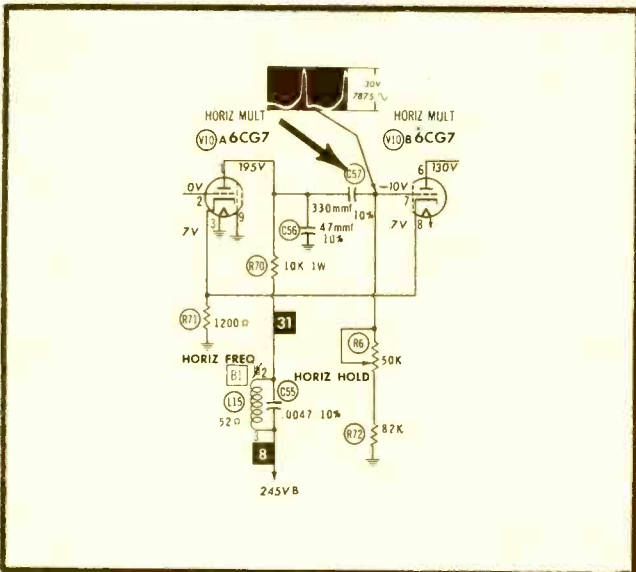 30V
7875
HORIZ MULT
V10 A 6CG7
HORIZ MULT
V10 B 6CG7
C57
195V
6
130V
0V
2
-10V
7
330mmf
10%
3
9
7V
C56
47mmf
10%
7V
8
R70
10K 1W
R71
1200Ω
31
R6
50K
HORIZ FREQ
B1
2
HORIZ HOLD
L15
C55
52Ω
.0047 10%
3
R72
82K
8
245V B